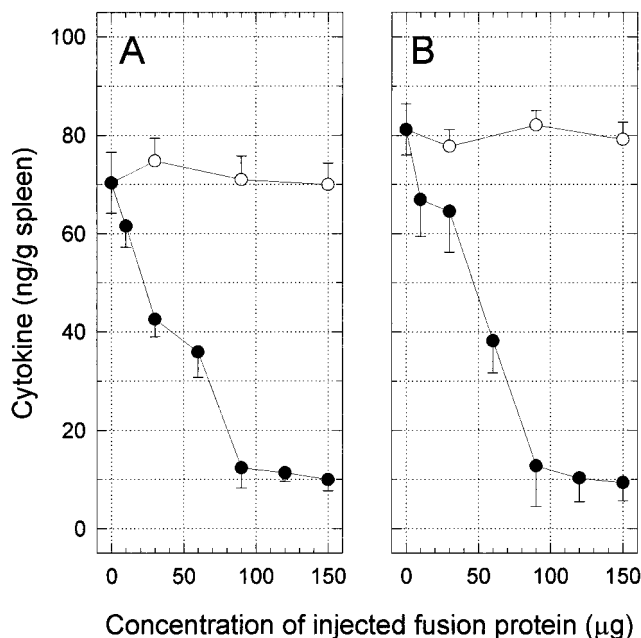 A
B
100
80
60
40
20
0
Cytokine (ng/g spleen)
0 50 100 150
0 50 100 150
Concentration of injected fusion protein (μg)